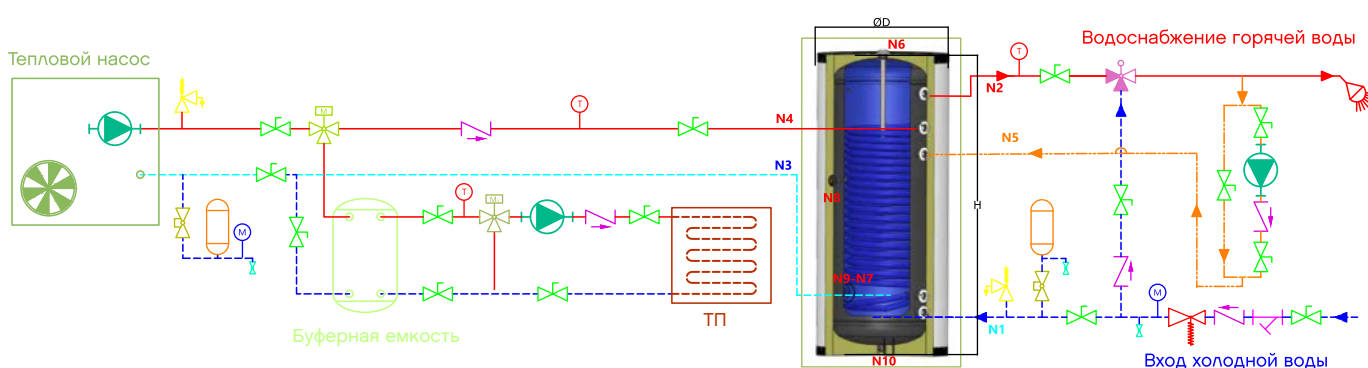 ØD
Водоснабжение горячей воды
N6
Тепловой насос
T
N2
M
T
N4
N5
N3
T
M
N8
H
M
N9-N7
M
N1
ТП
Буферная емкость
N10
Вход холодной воды